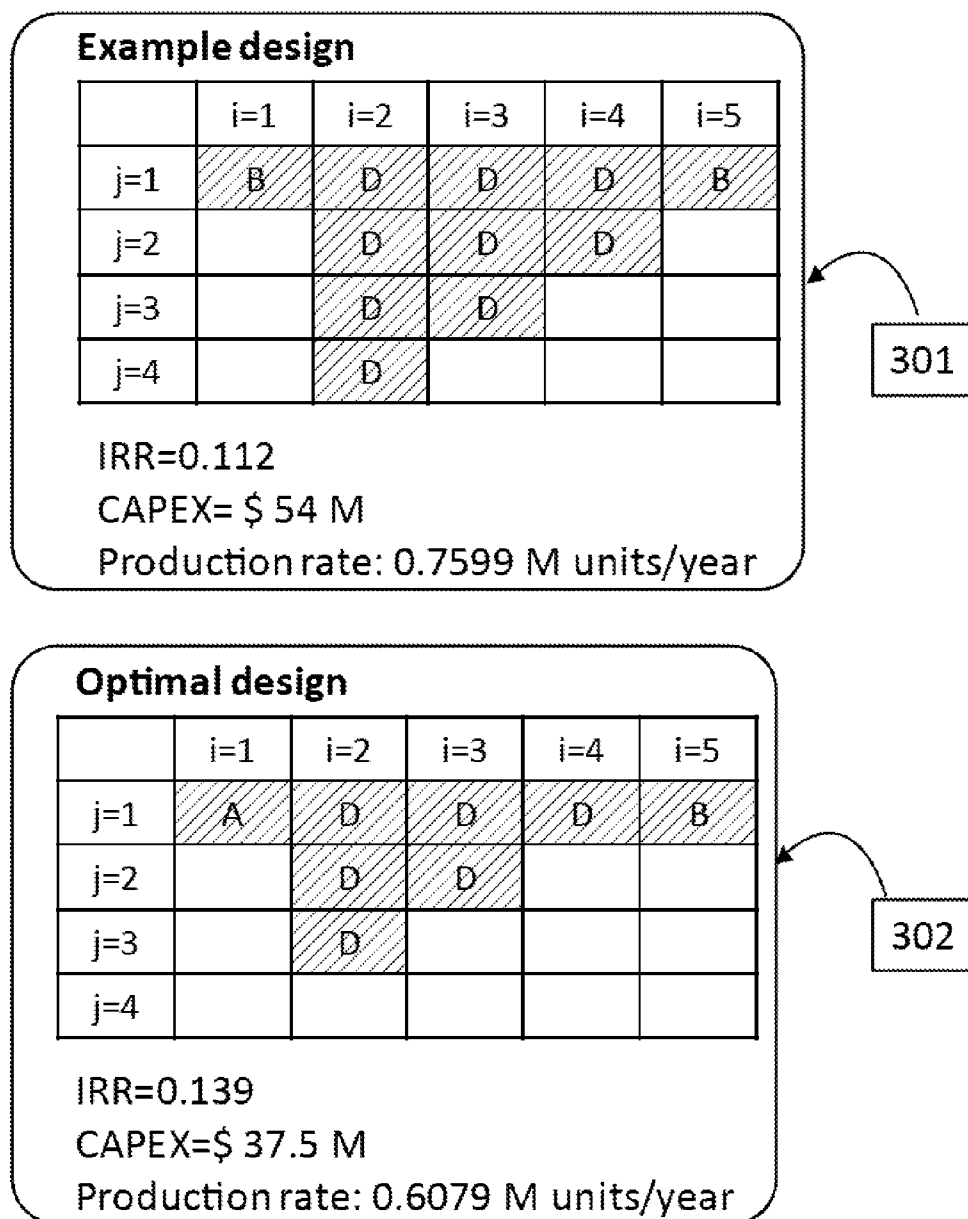 Example design
i=1 i=2 i=3 i=4 i=5
j=1 B D D D B
j=2 D D D
j=3 D D
j=4 D
301
IRR=0.112
CAPEX= $ 54 M
Production rate: 0.7599 M units/year
Optimal design
i=1 i=2 i=3 i=4 i=5
j=1 A D D D B
j=2 D D
j=3 D
j=4
302
IRR=0.139
CAPEX=$ 37.5 M
Production rate: 0.6079 M units/year